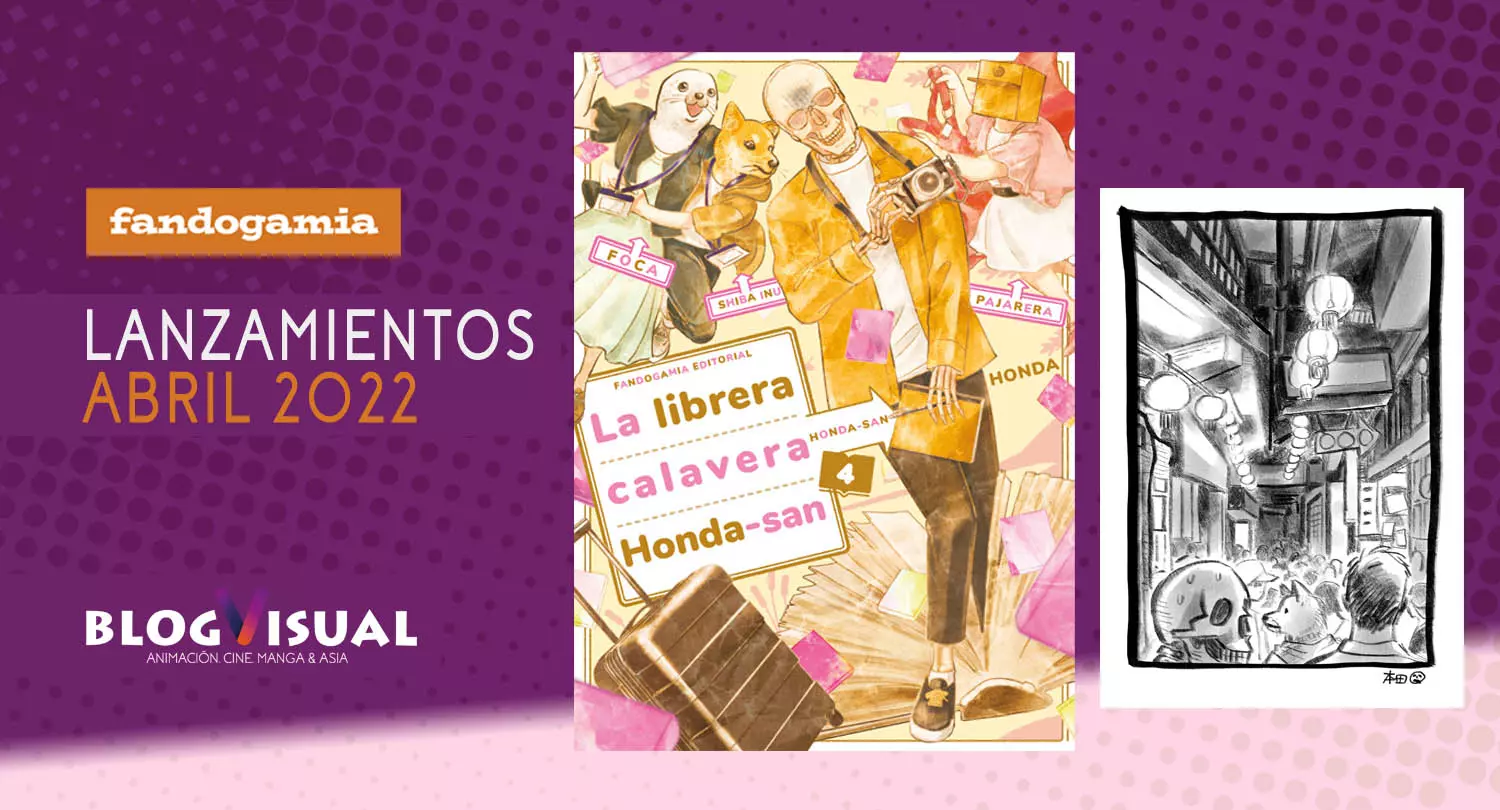 fandogamia
LANZAMIENTOS
ABRIL 2022
BLOGVISUAL
ANIMACIÓN. CINE. MANGA & ASIA
FOCA
SHIBA INU
PAJARERA
FANDOGAMIA EDITORIAL
La librera
calavera
Honda-san
4
HONDA-SAN
HONDA
本田